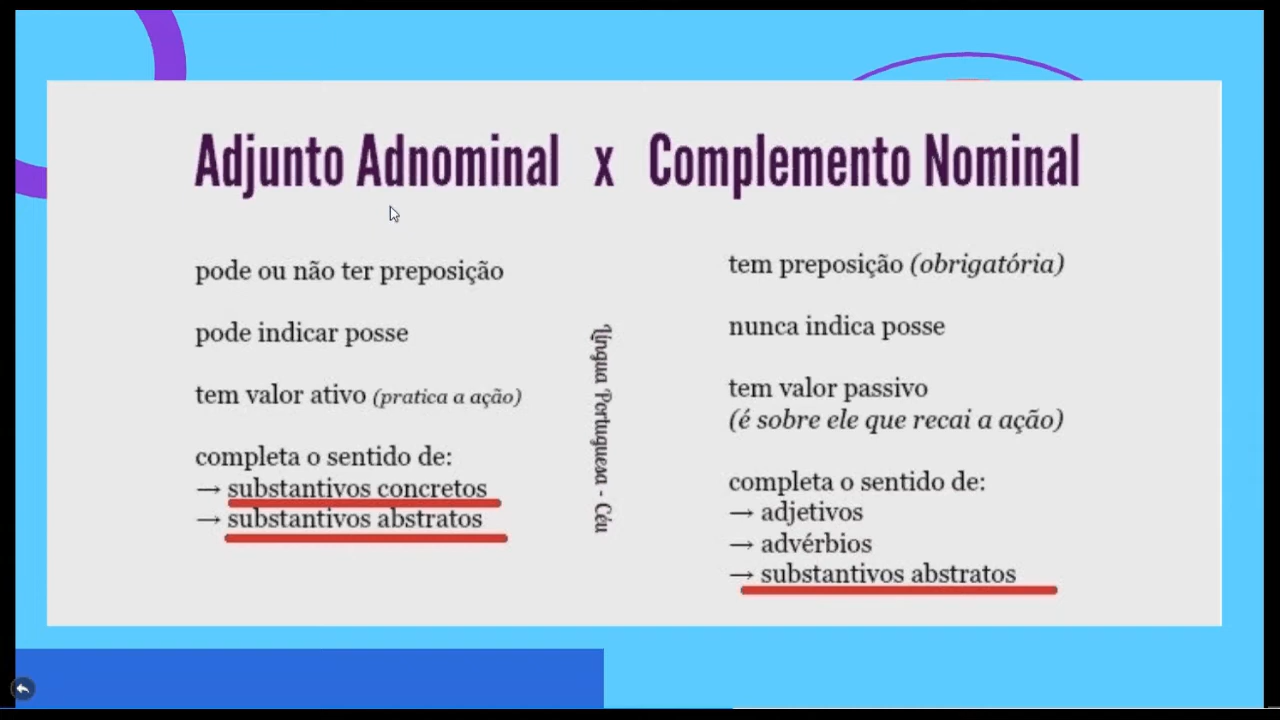 Adjunto Adnominal x Complemento Nominal
pode ou não ter preposição
pode indicar posse
tem valor ativo (pratica a ação)
completa o sentido de:
→ substantivos concretos
→ substantivos abstratos
Língua Portuguesa - Céu
tem preposição (obrigatória)
nunca indica posse
tem valor passivo
(é sobre ele que recai a ação)
completa o sentido de:
→ adjetivos
→ advérbios
→ substantivos abstratos